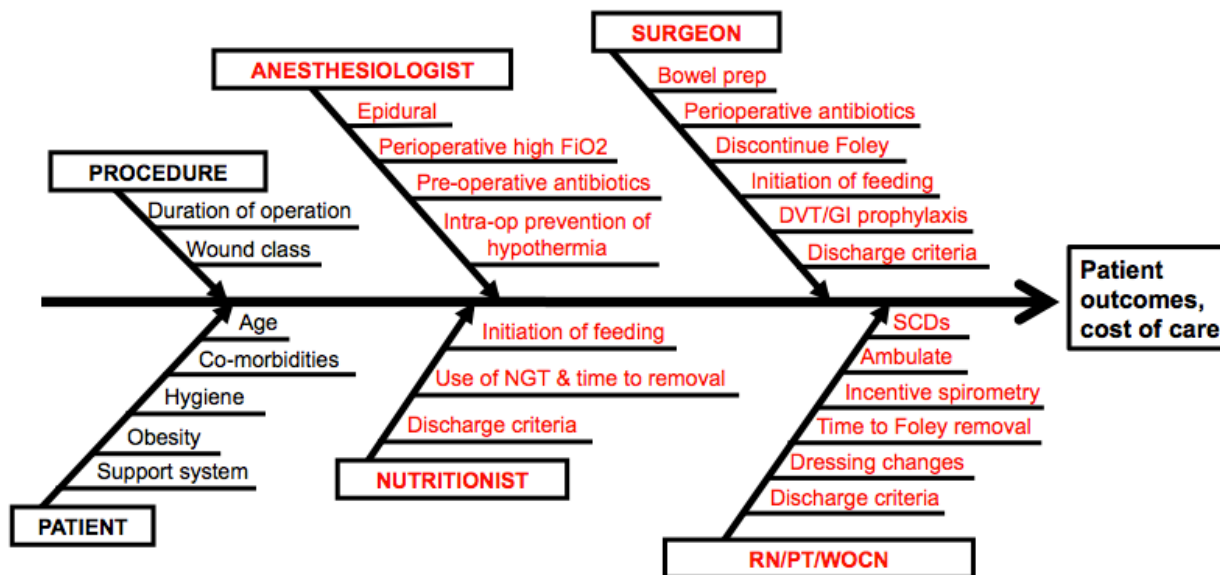 SURGEON
Bowel prep
Perioperative antibiotics
Discontinue Foley
Initiation of feeding
DVT/GI prophylaxis
Discharge criteria
ANESTHESIOLOGIST
Epidural
Perioperative high FiO2
Pre-operative antibiotics
Intra-op prevention of
hypothermia
PROCEDURE
Duration of operation
Wound class
Patient
outcomes,
cost of care
Age
Co-morbidities
Hygiene
Obesity
Support system
PATIENT
Initiation of feeding
Use of NGT & time to removal
Discharge criteria
NUTRITIONIST
SCDs
Ambulate
Incentive spirometry
Time to Foley removal
Dressing changes
Discharge criteria
RN/PT/WOCN